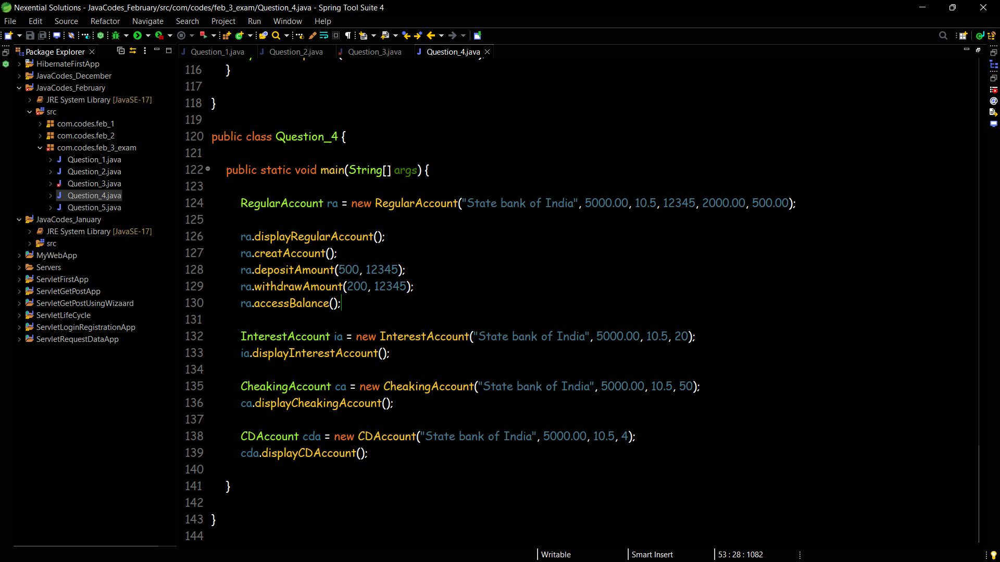 Nexential Solutions - JavaCodes_February/src/com/codes/feb_3_exam/Question_4.java - Spring Tool Suite 4
File Edit Source Refactor Navigate Search Project Run Window Help
Package Explorer
HibernateFirstApp
JavaCodes_December
JavaCodes_February
JRE System Library [JavaSE-17]
src
com.codes.feb_1
com.codes.feb_2
com.codes.feb_3_exam
Question_1.java
Question_2.java
Question_3.java
Question_4.java
Question_5.java
JavaCodes_January
JRE System Library [JavaSE-17]
src
MyWebApp
Servers
ServletFirstApp
ServletGetPostApp
ServletGetPostUsingWizaard
ServletLifeCycle
ServletLoginRegistrationApp
ServletRequestDataApp
Question_1.java Question_2.java Question_3.java Question_4.java
116 }
117
118 }
119
120 public class Question_4 {
121
122 public static void main(String[] args) {
123
124 RegularAccount ra = new RegularAccount("State bank of India", 5000.00, 10.5, 12345, 2000.00, 500.00);
125
126 ra.displayRegularAccount();
127 ra.creatAccount();
128 ra.depositAmount(500, 12345);
129 ra.withdrawAmount(200, 12345);
130 ra.accessBalance();
131
132 InterestAccount ia = new InterestAccount("State bank of India", 5000.00, 10.5, 20);
133 ia.displayInterestAccount();
134
135 CheakingAccount ca = new CheakingAccount("State bank of India", 5000.00, 10.5, 50);
136 ca.displayCheakingAccount();
137
138 CDAccount cda = new CDAccount("State bank of India", 5000.00, 10.5, 4);
139 cda.displayCDAccount();
140
141 }
142
143 }
144
Writable Smart Insert 53 : 28 : 1082